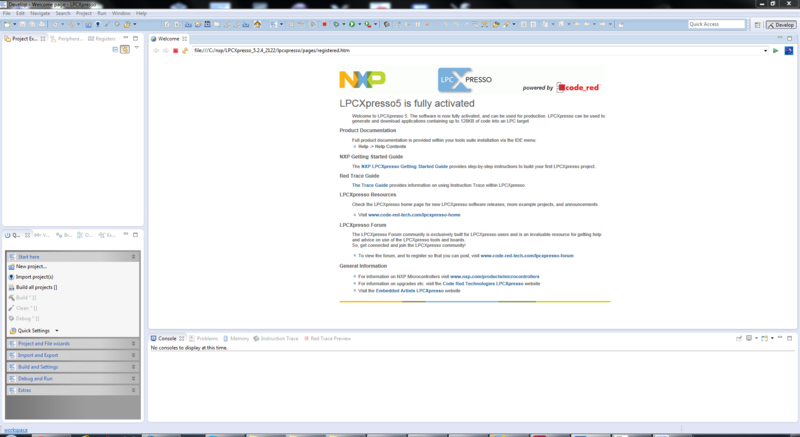 Develop - Welcome page - LPCXpresso
File Edit Navigate Search Project Run Window Help
Quick Access
Develop
Project Ex...
Periphera...
Registers
Welcome
file:///C:/nxp/LPCXpresso_5.2.4_2122/lpcxpresso/pages/registered.htm
NXP
LPC XPRESSO
powered by code_red
LPCXpresso5 is fully activated
Welcome to LPCXpresso 5. The software is now fully activated, and can be used for production. LPCXpresso can be used to
generate and download applications containing up to 128KB of code into an LPC target
Product Documentation
Full product documentation is provided within your tools suite installation via the IDE menu
Help -> Help Contents
NXP Getting Started Guide
The NXP LPCXpresso Getting Started Guide provides step-by-step instructions to build your first LPCXpresso project.
Red Trace Guide
The Trace Guide provides information on using Instruction Trace within LPCXpresso.
LPCXpresso Resources
Check the LPCXpresso home page for new LPCXpresso software releases, more example projects, and announcements.
Visit www.code-red-tech.com/lpcxpresso-home
LPCXpresso Forum
The LPCXpresso Forum community is exclusively built for LPCXpresso users and is an invaluable resource for getting help
and advice on use of the LPCXpresso tools and boards
So, get connected and join the LPCXpresso community!
To view the forum, and to register so that you can post, visit www.code-red-tech.com/lpcxpresso-forum
General Information
For information on NXP Microcontrollers visit www.nxp.com/products/microcontrollers
For information on upgrades etc, visit the Code Red Technologies LPCXpresso website
Visit the Embedded Artists LPCXpresso website
Start here
New project...
Import project(s)
Build all projects []
Build '' []
Clean '' []
Debug '' []
Quick Settings
Project and File wizards
Import and Export
Build and Settings
Debug and Run
Extras
Console
Problems
Memory
Instruction Trace
Red Trace Preview
No consoles to display at this time.
workspace